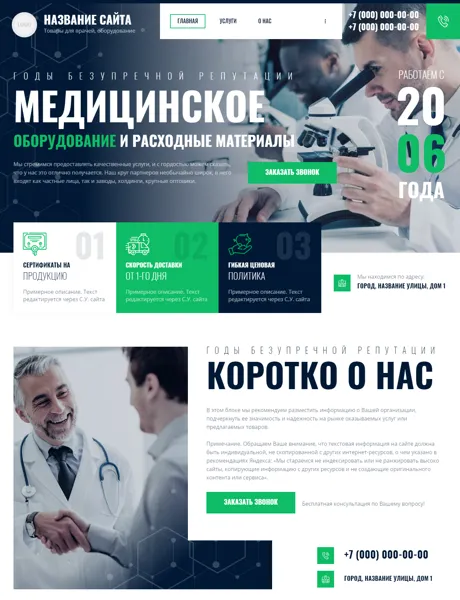 НАЗВАНИЕ САЙТА
Товары для врачей, оборудование
ГЛАВНАЯ
УСЛУГИ
О НАС
+7 (000) 000-00-00
+7 (000) 000-00-00
ГОДЫ БЕЗУПРЕЧНОЙ РЕПУТАЦИИ
МЕДИЦИНСКОЕ
ОБОРУДОВАНИЕ И РАСХОДНЫЕ МАТЕРИАЛЫ
Мы стремимся предоставлять качественные услуги, и с гордостью можем сказать,
что у нас это отлично получается. Наш круг партнеров необычайно широк, в него
входят как частные лица, так и заводы, холдинги, крупные оптовики.
ЗАКАЗАТЬ ЗВОНОК
РАБОТАЕМ С
20
06
ГОДА
01
СЕРТИФИКАТЫ НА
ПРОДУКЦИЮ
Примерное описание. Текст
редактируется через С.У. сайта
02
СКОРОСТЬ ДОСТАВКИ
ОТ 1-ГО ДНЯ
Примерное описание. Текст
редактируется через С.У. сайта
03
ГИБКАЯ ЦЕНОВАЯ
ПОЛИТИКА
Примерное описание. Текст
редактируется через С.У. сайта
Мы находимся по адресу:
ГОРОД, НАЗВАНИЕ УЛИЦЫ, ДОМ 1
ГОДЫ БЕЗУПРЕЧНОЙ РЕПУТАЦИИ
КОРОТКО О НАС
В этом блоке мы рекомендуем разместить информацию о Вашей организации,
подчеркнуть ее значимость и надежность на рынке оказываемых услуг или
предлагаемых товаров.
Примечание. Обращаем Ваше внимание, что текстовая информация на сайте должна
быть индивидуальной, не скопированной с других интернет-ресурсов, о чем указано в
рекомендациях Яндекса: «Мы стараемся не индексировать или не ранжировать высоко
сайты, копирующие информацию с других ресурсов и не создающие оригинального
контента или сервиса».
ЗАКАЗАТЬ ЗВОНОК
Бесплатная консультация по Вашему вопросу!
+7 (000) 000-00-00
ГОРОД, НАЗВАНИЕ УЛИЦЫ, ДОМ 1